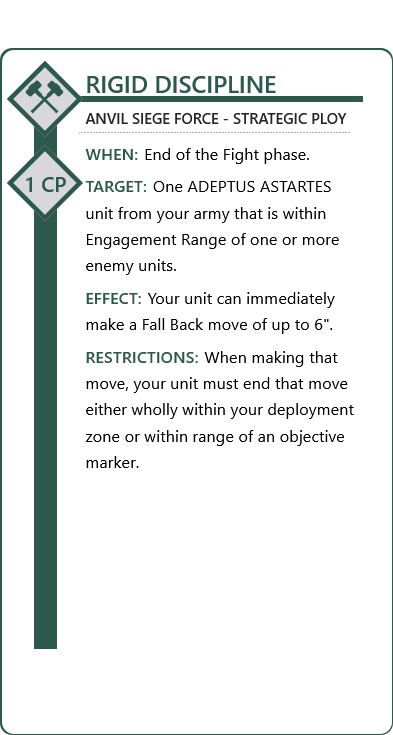 RIGID DISCIPLINE
ANVIL SIEGE FORCE - STRATEGIC PLOY
1 CP
WHEN: End of the Fight phase.
TARGET: One ADEPTUS ASTARTES
unit from your army that is within
Engagement Range of one or more
enemy units.
EFFECT: Your unit can immediately
make a Fall Back move of up to 6".
RESTRICTIONS: When making that
move, your unit must end that move
either wholly within your deployment
zone or within range of an objective
marker.